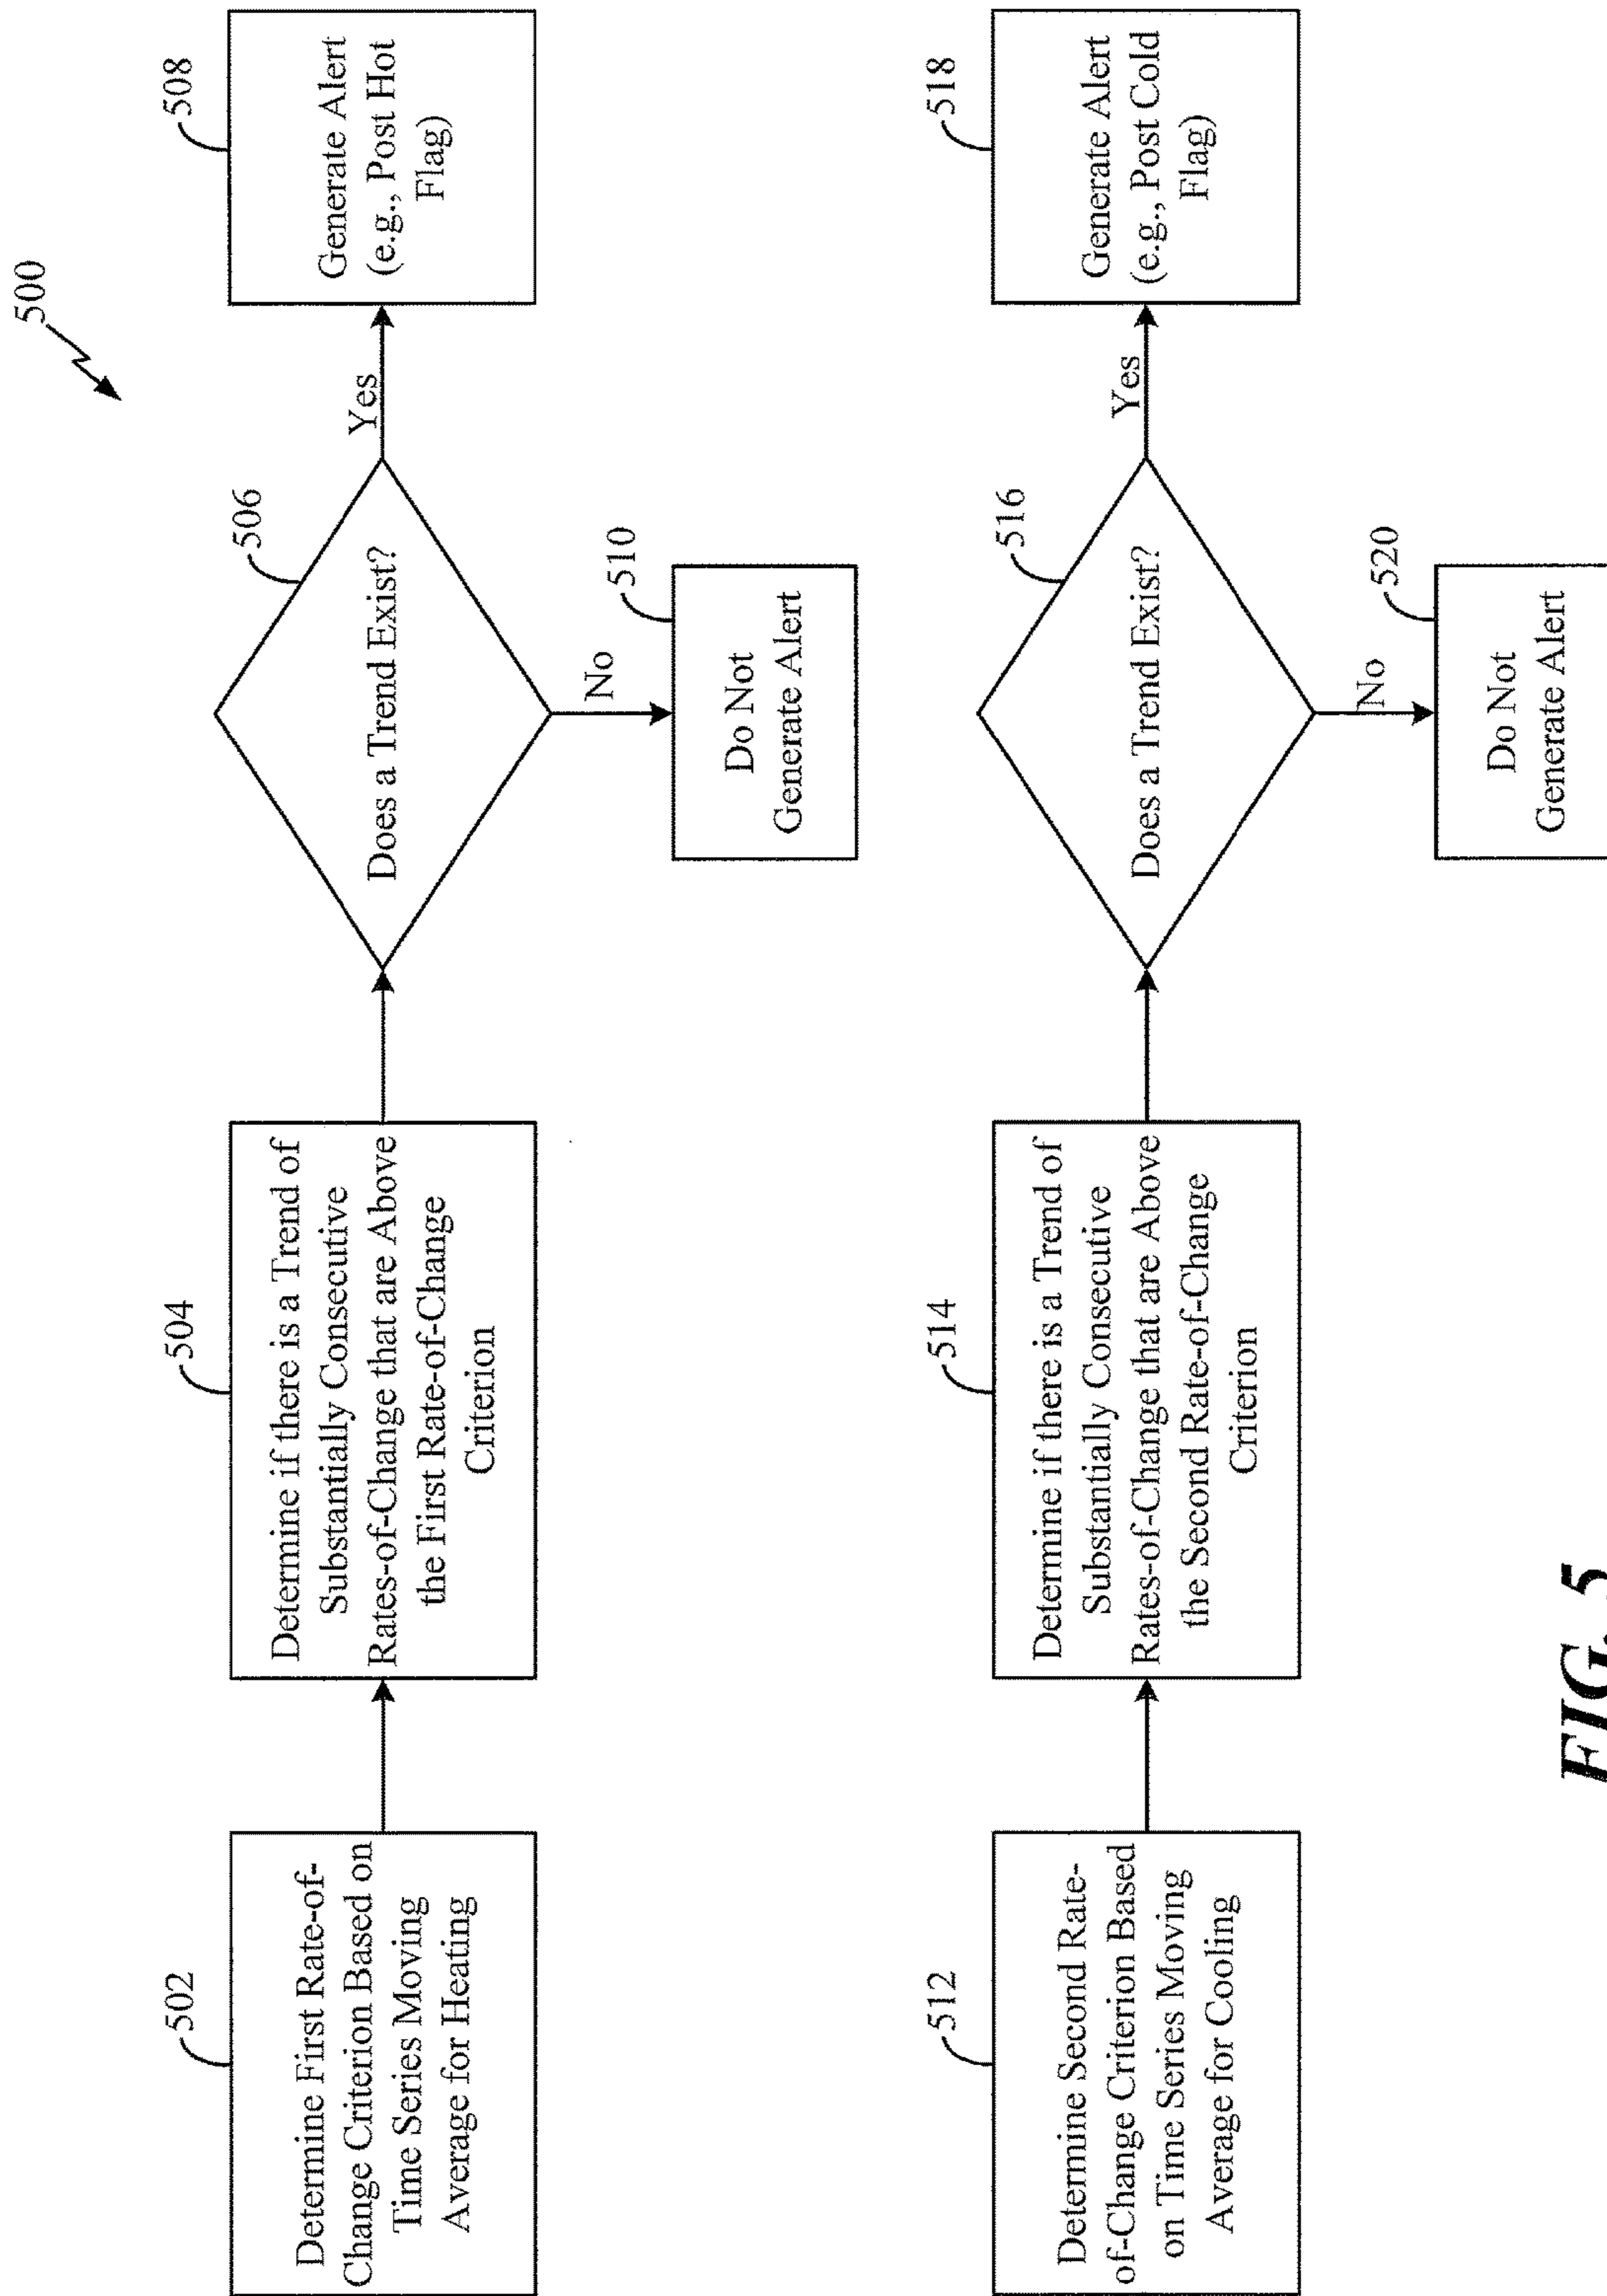 500
502
Determine First Rate-of-
Change Criterion Based on
Time Series Moving
Average for Heating
504
Determine if there is a Trend of
Substantially Consecutive
Rates-of-Change that are Above
the First Rate-of-Change
Criterion
506
Does a Trend Exist?
Yes
508
Generate Alert
(e.g., Post Hot
Flag)
No
510
Do Not
Generate Alert
512
Determine Second Rate-
of-Change Criterion Based
on Time Series Moving
Average for Cooling
514
Determine if there is a Trend of
Substantially Consecutive
Rates-of-Change that are Above
the Second Rate-of-Change
Criterion
516
Does a Trend Exist?
Yes
518
Generate Alert
(e.g., Post Cold
Flag)
No
520
Do Not
Generate Alert
FIG. 5